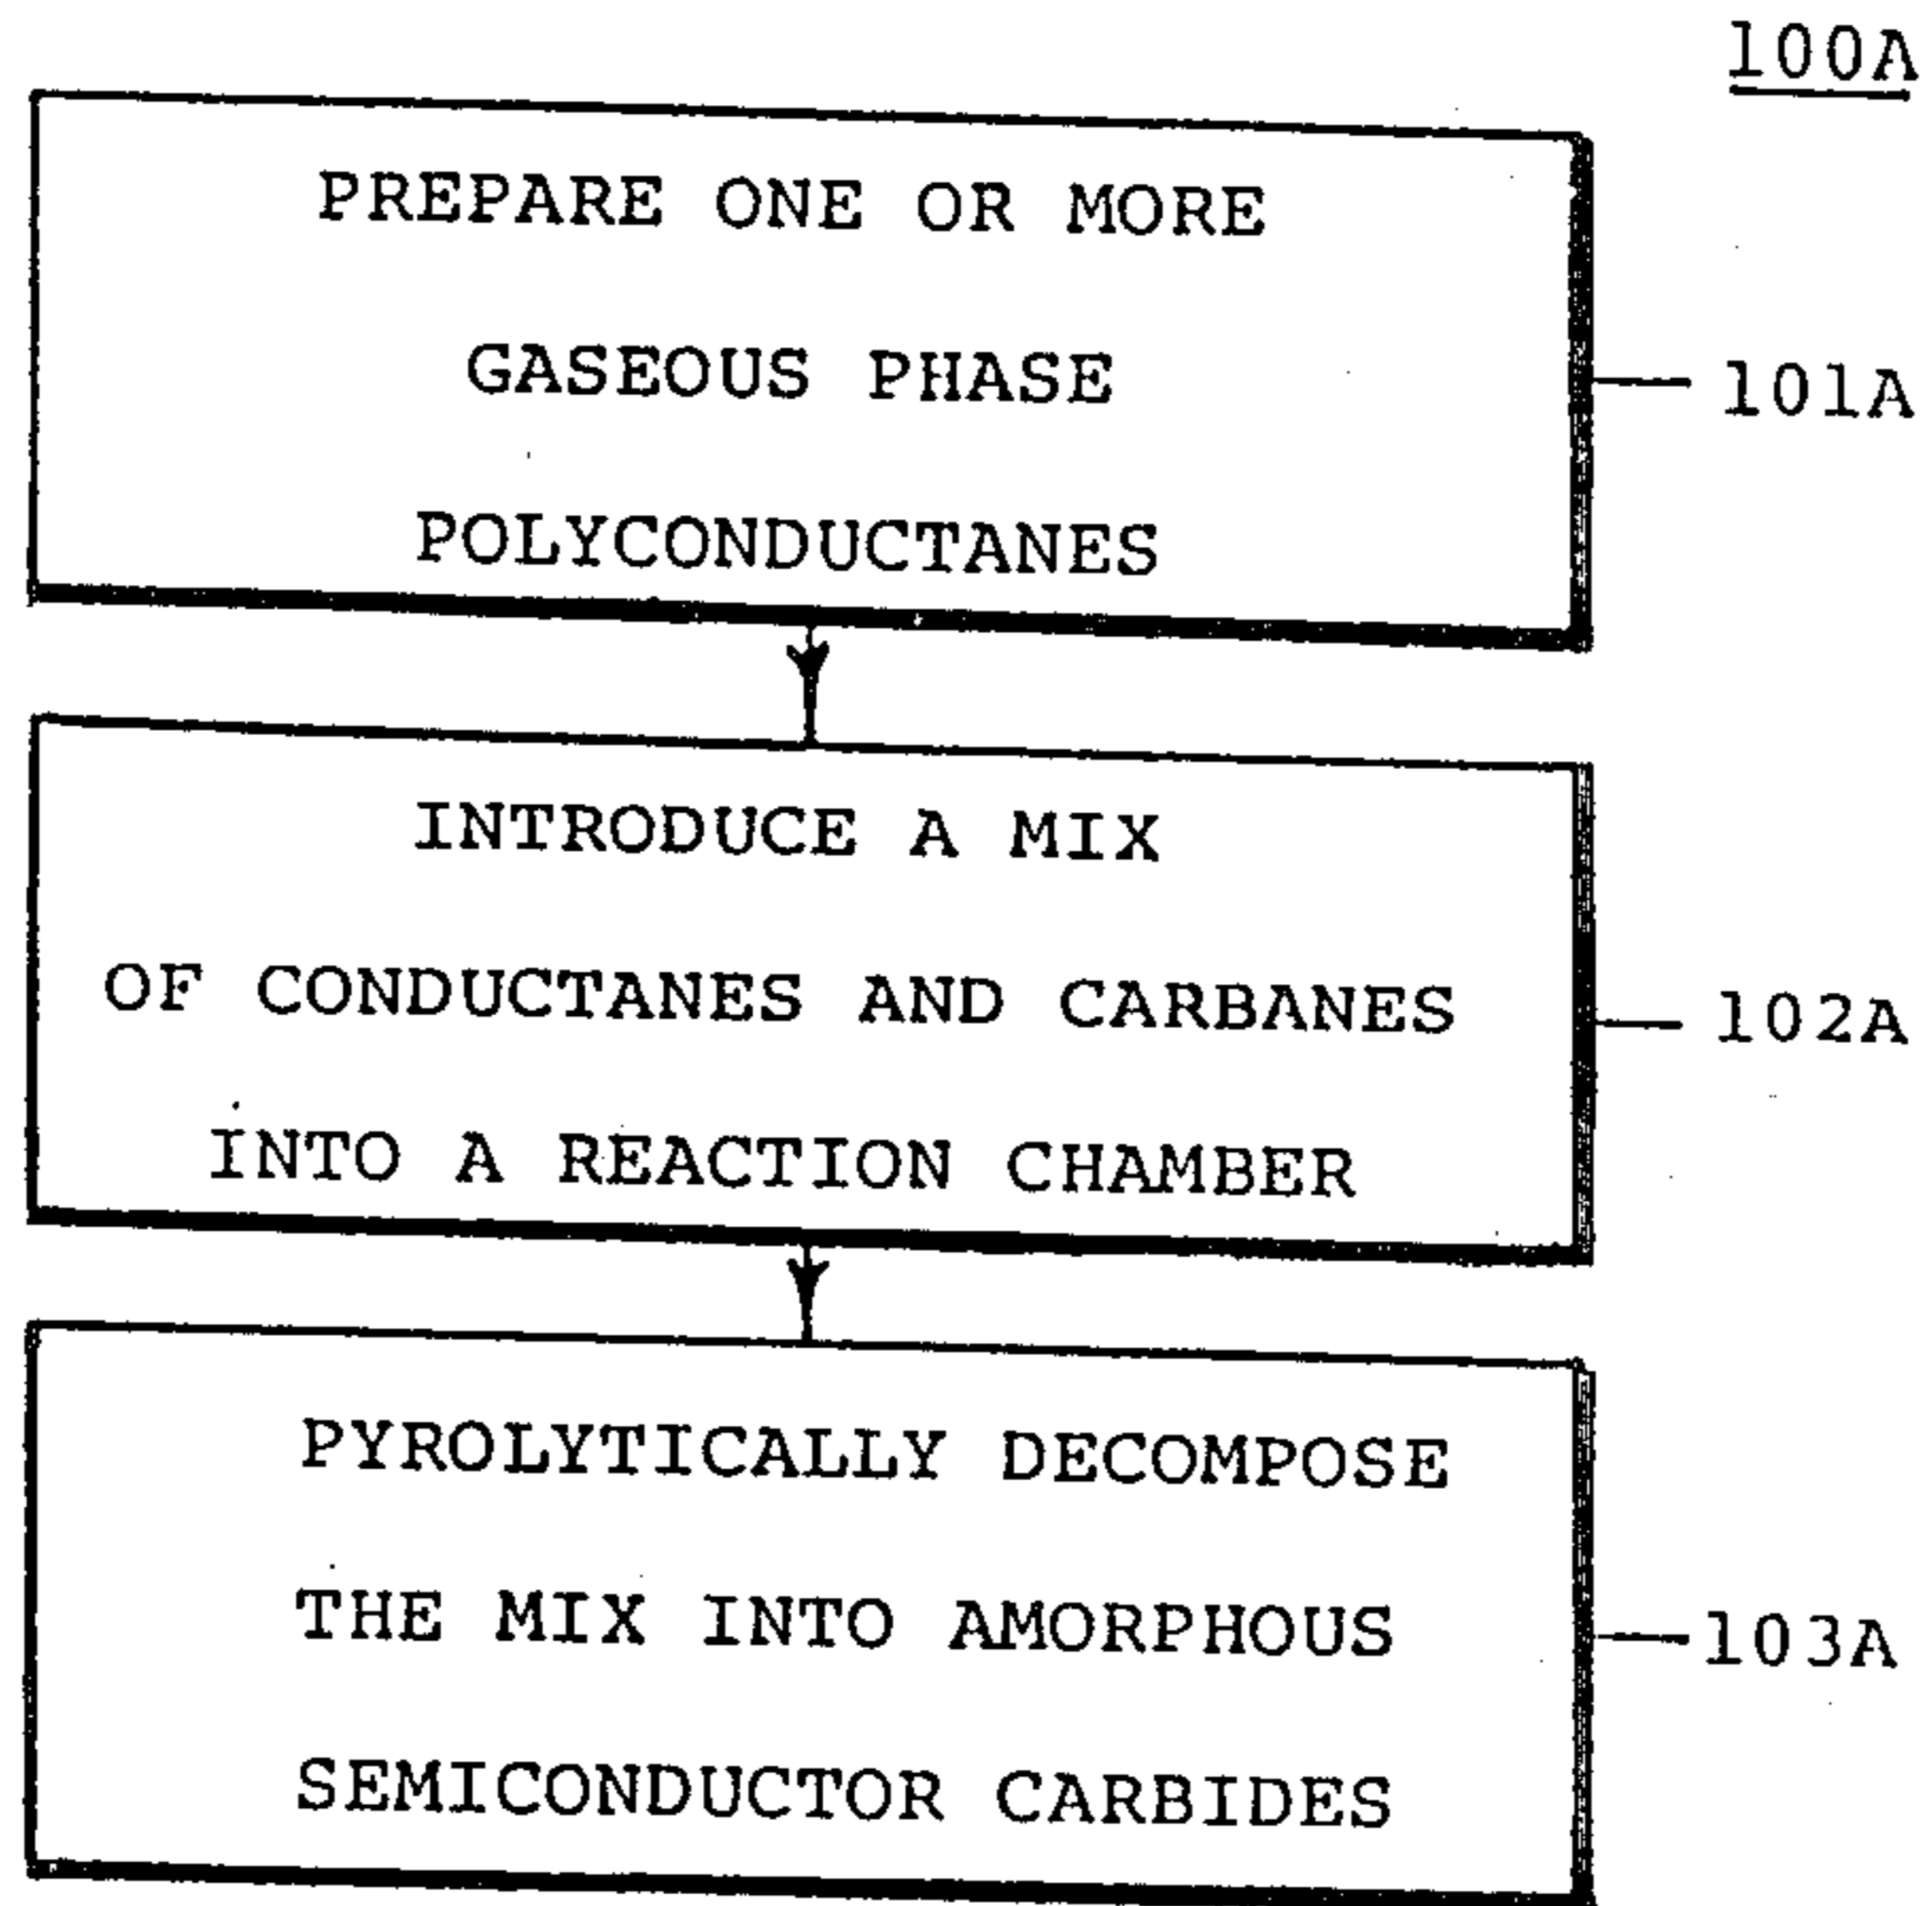 100A
PREPARE ONE OR MORE
GASEOUS PHASE
POLYCONDUCTANES
101A
INTRODUCE A MIX
OF CONDUCTANES AND CARBANES
INTO A REACTION CHAMBER
102A
PYROLYTICALLY DECOMPOSE
THE MIX INTO AMORPHOUS
SEMICONDUCTOR CARBIDES
103A